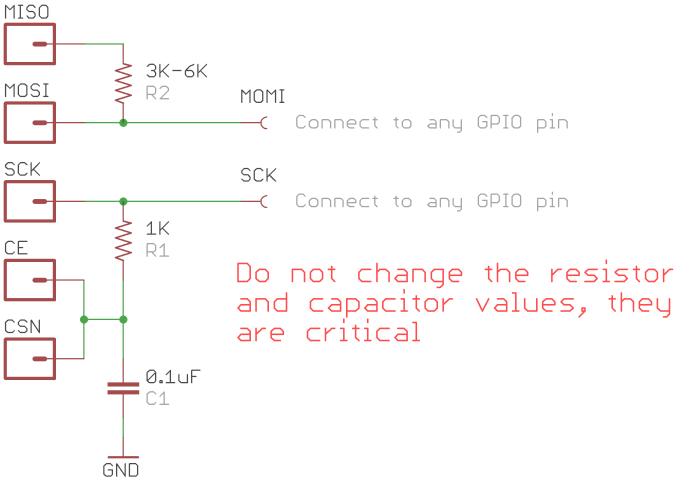 MISO
3K-6K
R2
MOSI
MOMI
Connect to any GPIO pin
SCK
SCK
Connect to any GPIO pin
1K
R1
CE
Do not change the resistor
and capacitor values, they
are critical
CSN
0.1uF
C1
GND